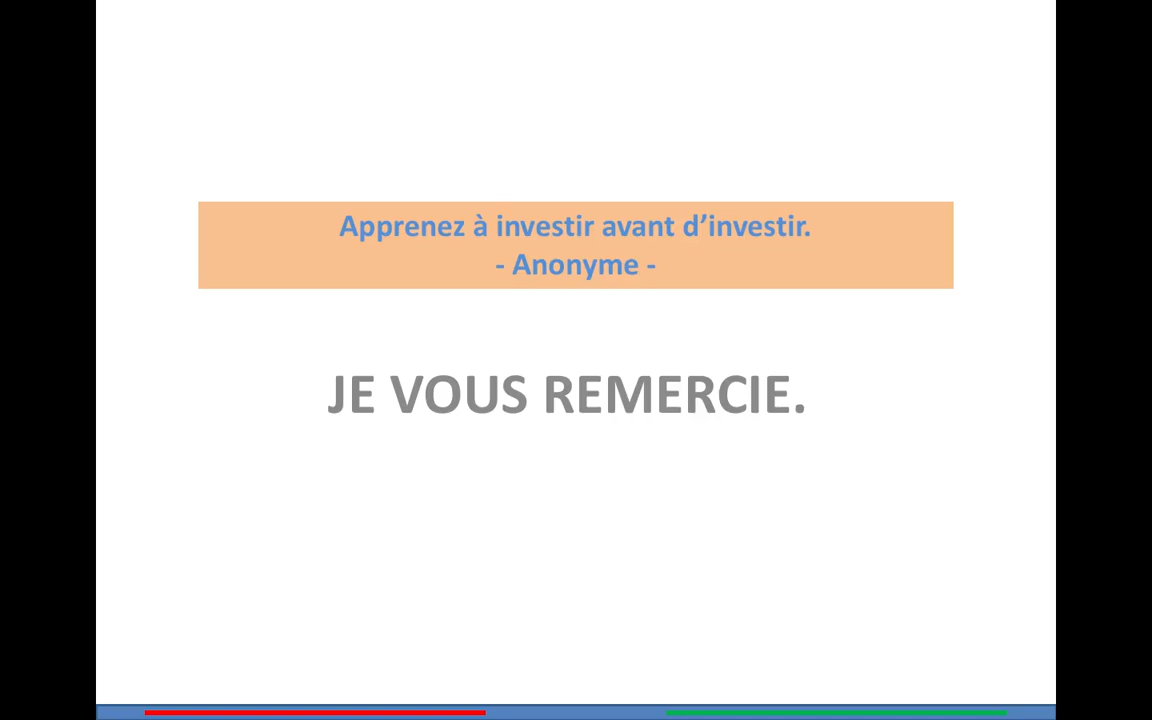 Apprenez à investir avant d’investir.
- Anonyme -
JE VOUS REMERCIE.